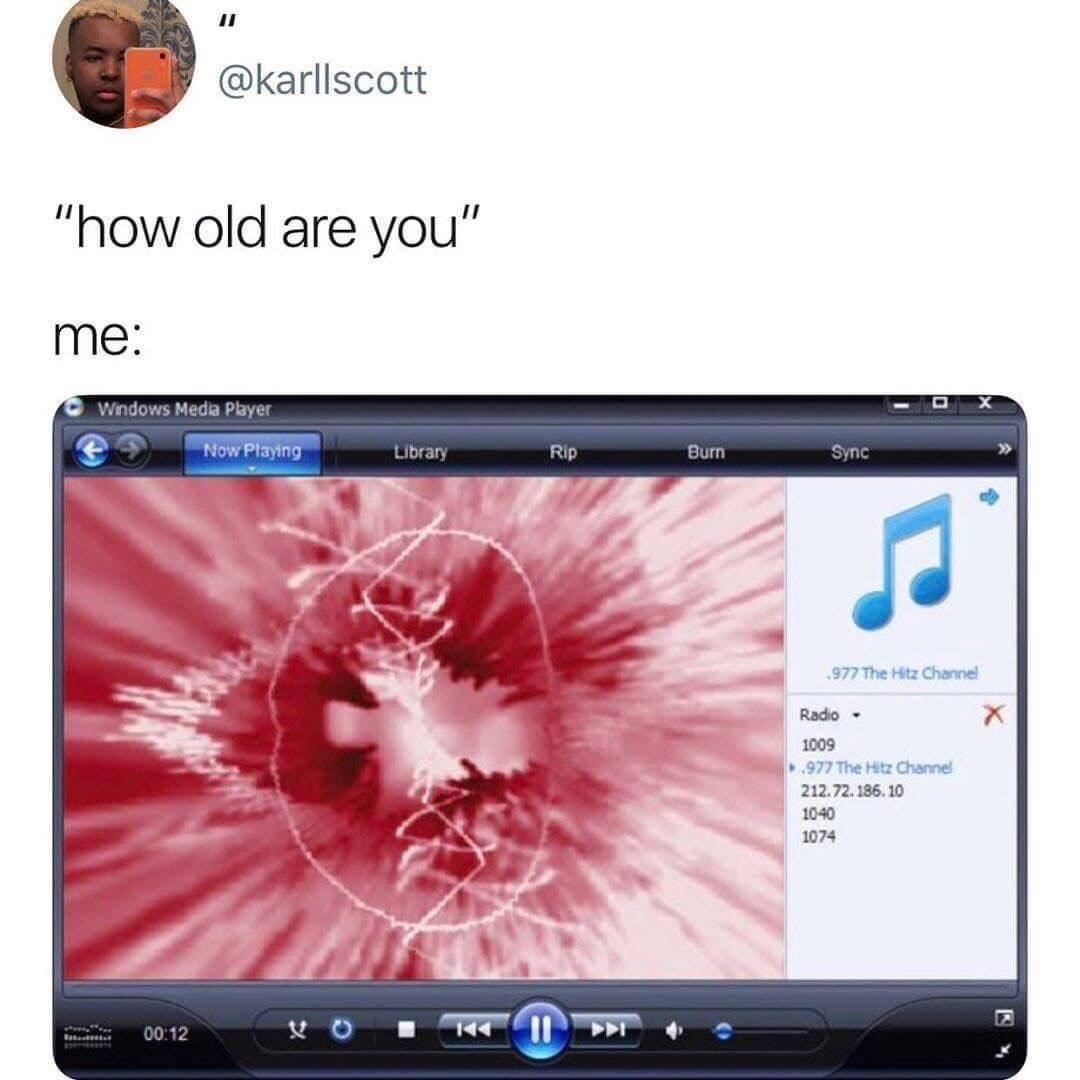 "
@karllscott
"how old are you"
me:
Windows Media Player
Now Playing Library Rip Burn Sync »
.977 The Hitz Channel
Radio
1009
.977 The Hitz Channel
212.72.186.10
1040
1074
00:12